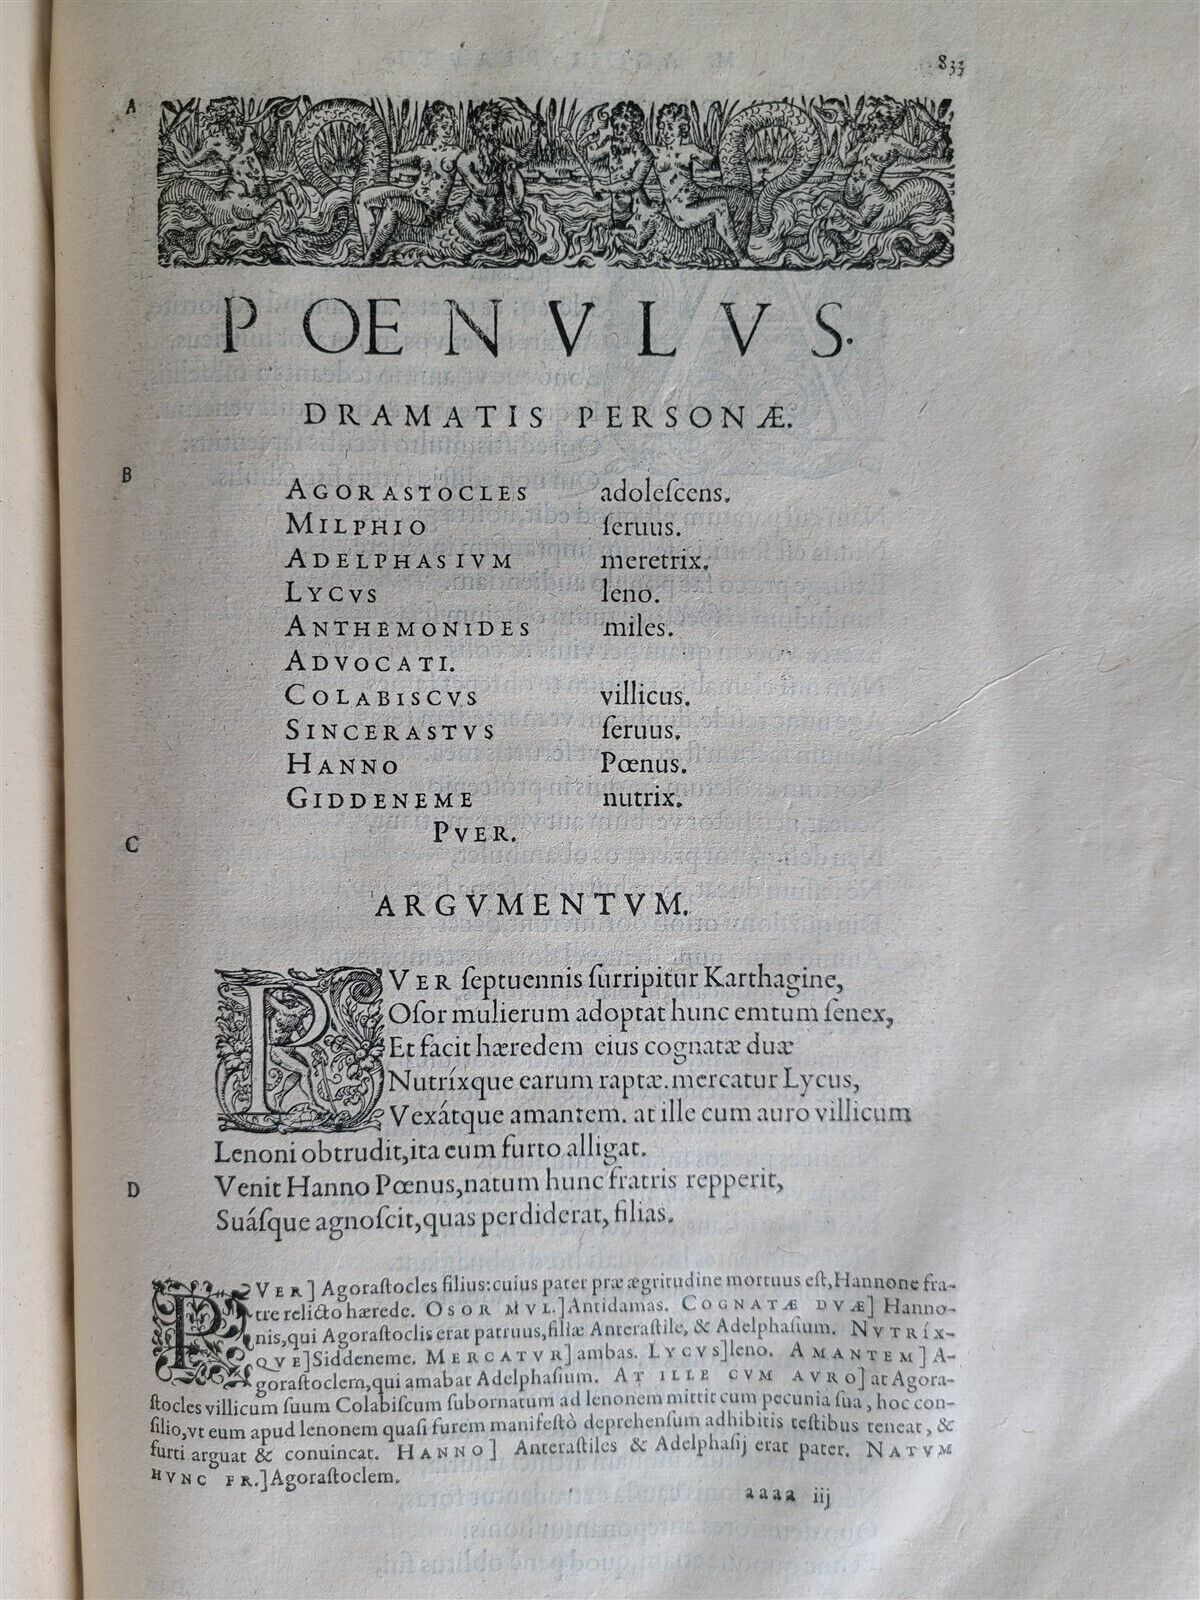 833
A
POENVLVS.
DRAMATIS PERSONÆ.
B
AGORASTOCLES adoleſcens.
MILPHIO ſeruus.
ADELPHASIVM meretrix.
LYCVS leno.
ANTHEMONIDES miles.
ADVOCATI.
COLABISCVS villicus.
SINCERASTVS ſeruus.
HANNO Pœnus.
GIDDENEME nutrix.
PVER.
C
ARGVMENTVM.
PVER ſeptuennis ſurripitur Karthagine,
Oſor mulierum adoptat hunc emtum ſenex,
Et facit hæredem eius cognatæ duæ
Nutríxque earum raptæ. mercatur Lycus,
Vexátque amantem. at ille cum auro villicum
Lenoni obtrudit, ita eum furto alligat.
D
Venit Hanno Pœnus, natum hunc fratris repperit,
Suáſque agnoſcit, quas perdiderat, filias.
PVER] Agoraſtocles filius: cuius pater præ ægritudine mortuus eſt, Hannone fra-
tre relicto hærede. OSOR MVL.] Antidamas. COGNATÆ DVÆ] Hanno-
nis, qui Agoraſtoclis erat patruus, filiæ Anteraſtile, & Adelphaſium. NVTRÍX-
QVE] Siddeneme. MERCATVR] ambas. LYCVS] leno. AMANTEM] A-
goraſtoclem, qui amabat Adelphaſium. AT ILLE CVM AVRO] at Agora-
ſtocles villicum ſuum Colabiſcum ſubornatum ad lenonem mittit cum pecunia ſua, hoc con-
ſilio, vt eum apud lenonem quaſi furem manifeſtò deprehenſum adhibitis teſtibus teneat, &
furti arguat & conuincat. HANNO] Anteraſtiles & Adelphaſij erat pater. NATVM
HVNC FR.] Agoraſtoclem.
aaaa iij